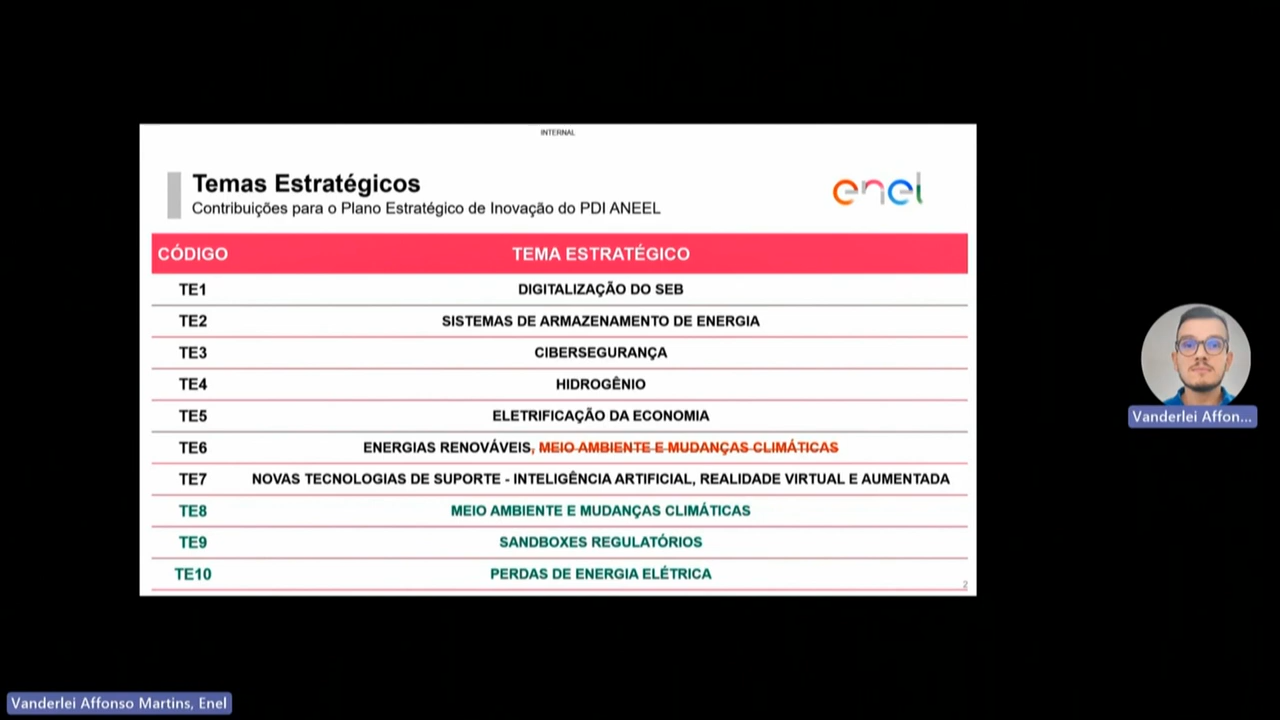 INTERNAL
Temas Estratégicos
Contribuições para o Plano Estratégico de Inovação do PDI ANEEL
enel
CÓDIGO TEMA ESTRATÉGICO
TE1 DIGITALIZAÇÃO DO SEB
TE2 SISTEMAS DE ARMAZENAMENTO DE ENERGIA
TE3 CIBERSEGURANÇA
TE4 HIDROGÊNIO
TE5 ELETRIFICAÇÃO DA ECONOMIA
TE6 ENERGIAS RENOVÁVEIS, MEIO AMBIENTE E MUDANÇAS CLIMÁTICAS
TE7 NOVAS TECNOLOGIAS DE SUPORTE - INTELIGÊNCIA ARTIFICIAL, REALIDADE VIRTUAL E AUMENTADA
TE8 MEIO AMBIENTE E MUDANÇAS CLIMÁTICAS
TE9 SANDBOXES REGULATÓRIOS
TE10 PERDAS DE ENERGIA ELÉTRICA
2
Vanderlei Affon...
Vanderlei Affonso Martins, Enel